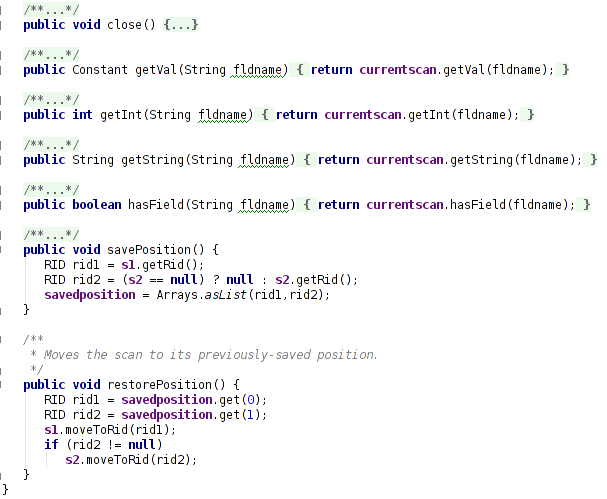 /**...*/
public void close() {...}
/**...*/
public Constant getVal(String fldname) { return currentscan.getVal(fldname); }
/**...*/
public int getInt(String fldname) { return currentscan.getInt(fldname); }
/**...*/
public String getString(String fldname) { return currentscan.getString(fldname); }
/**...*/
public boolean hasField(String fldname) { return currentscan.hasField(fldname); }
/**...*/
public void savePosition() {
RID rid1 = s1.getRid();
RID rid2 = (s2 == null) ? null : s2.getRid();
savedposition = Arrays.asList(rid1,rid2);
}
/**
* Moves the scan to its previously-saved position.
*/
public void restorePosition() {
RID rid1 = savedposition.get(0);
RID rid2 = savedposition.get(1);
s1.moveToRid(rid1);
if (rid2 != null)
s2.moveToRid(rid2);
}
}